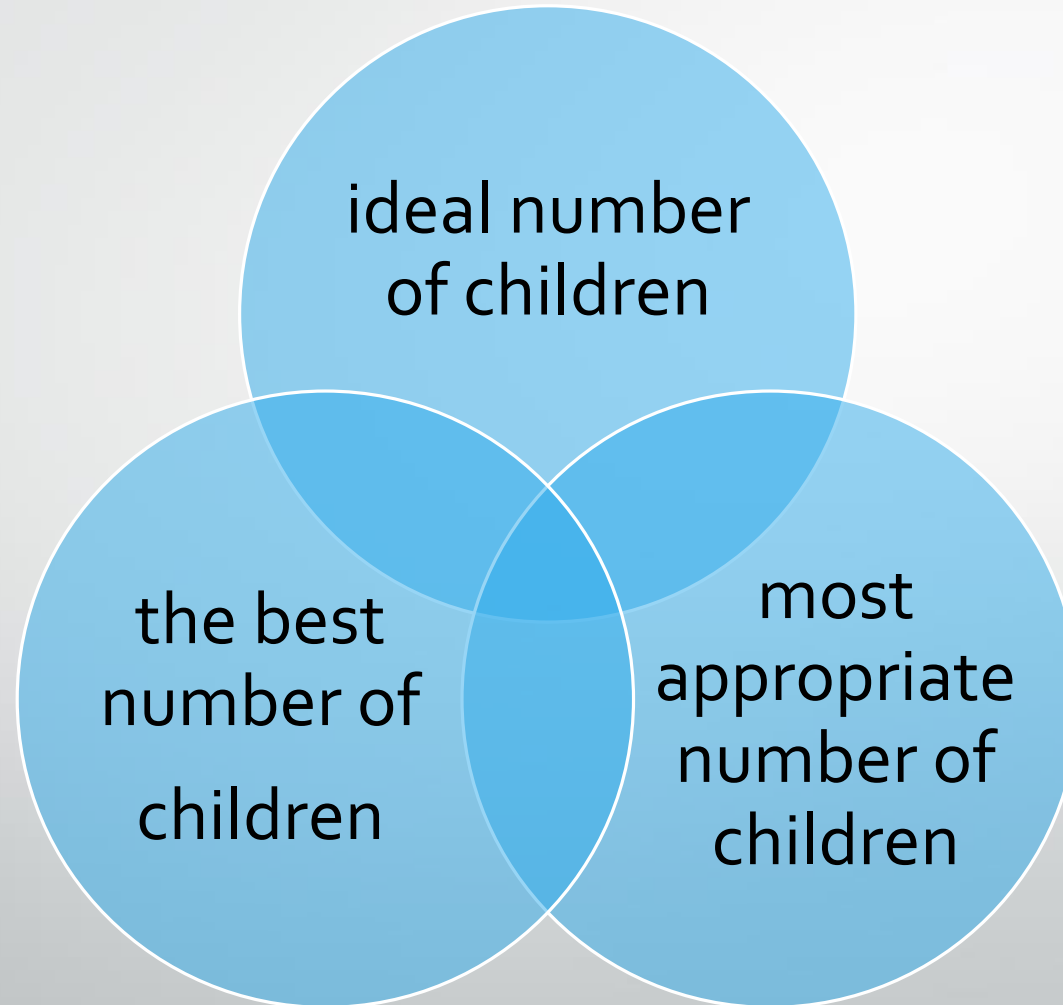 ideal number
of children
the best
number of
children
most
appropriate
number of
children